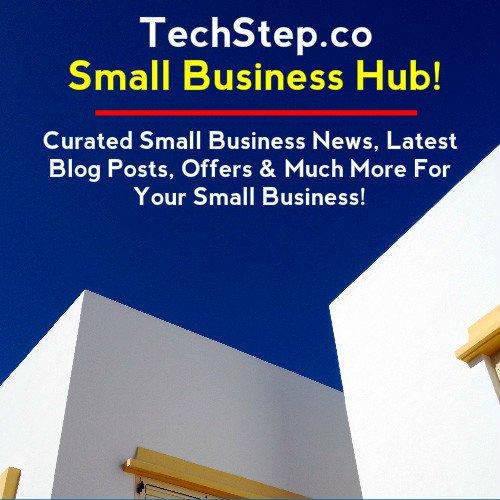 TechStep.co
Small Business Hub!
Curated Small Business News, Latest
Blog Posts, Offers & Much More For
Your Small Business!